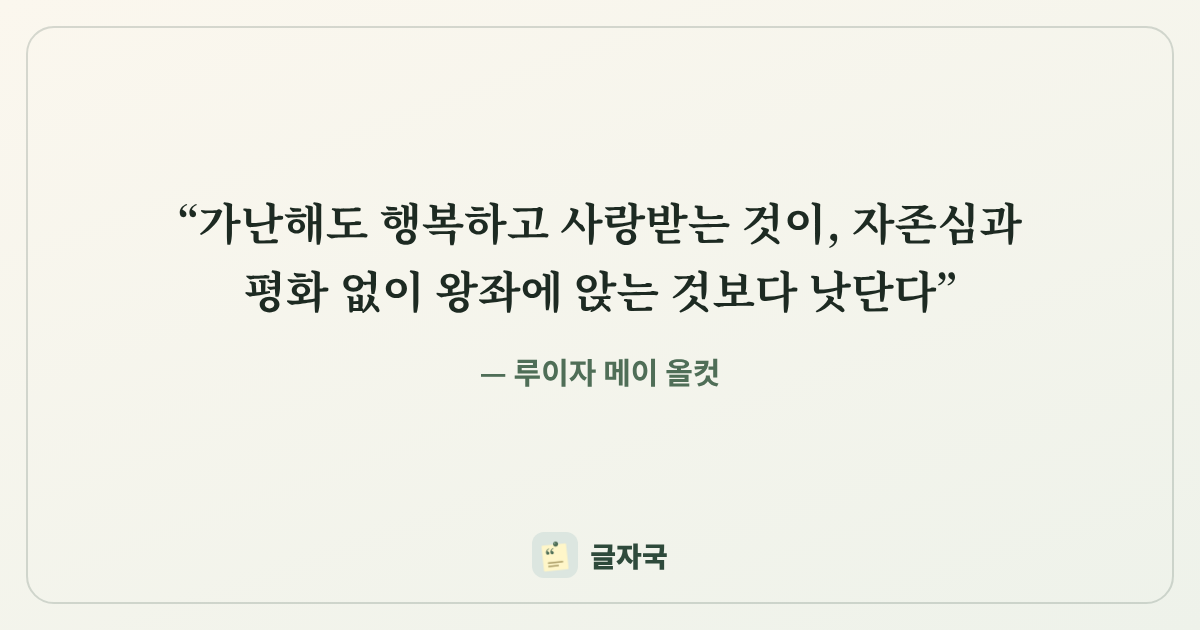 “가난해도 행복하고 사랑받는 것이, 자존심과
평화 없이 왕좌에 앉는 것보다 낫단다”
— 루이자 메이 올컷
글자국